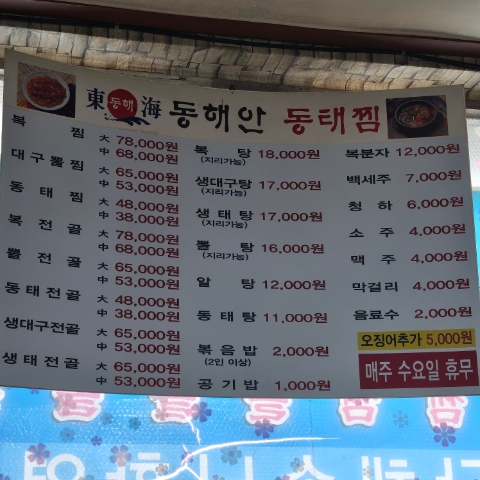 東 동해 海 동해안 동태찜
복 찜 大 78,000원
中 68,000원
대구뽈찜 大 65,000원
中 53,000원
동 태 찜 大 48,000원
中 38,000원
복 전 골 大 78,000원
中 68,000원
뽈 전 골 大 65,000원
中 53,000원
동태전골 大 48,000원
中 38,000원
생대구전골 大 65,000원
中 53,000원
생태전골 大 65,000원
中 53,000원
복 탕 18,000원
(지리가능)
생대구탕 17,000원
(지리가능)
생 태 탕 17,000원
(지리가능)
뽈 탕 16,000원
(지리가능)
알 탕 12,000원
동 태 탕 11,000원
볶음밥 2,000원
(2인 이상)
공기밥 1,000원
복분자 12,000원
백세주 7,000원
청 하 6,000원
소 주 4,000원
맥 주 4,000원
막걸리 4,000원
음료수 2,000원
오징어추가 5,000원
매주 수요일 휴무